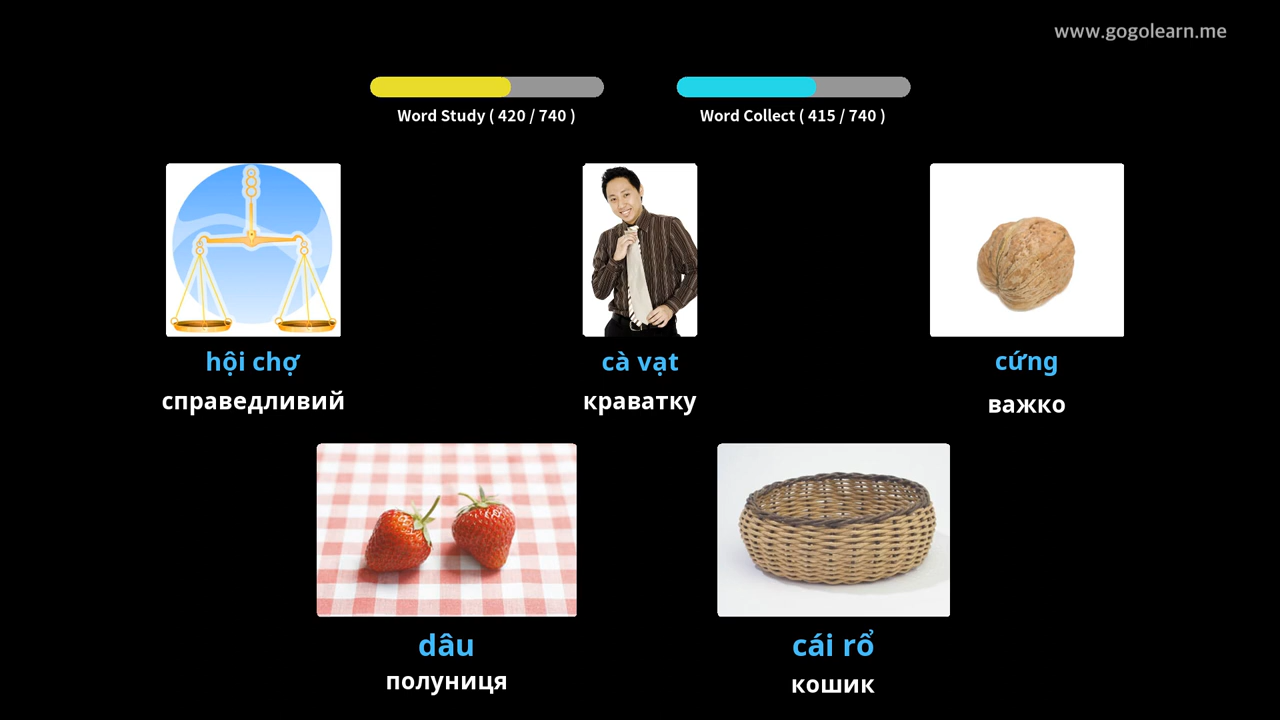 www.gogolearn.me
Word Study ( 420 / 740 )
Word Collect ( 415 / 740 )
hội chợ
справедливий
cà vạt
краватку
cứng
важко
dâu
полуниця
cái rổ
кошик